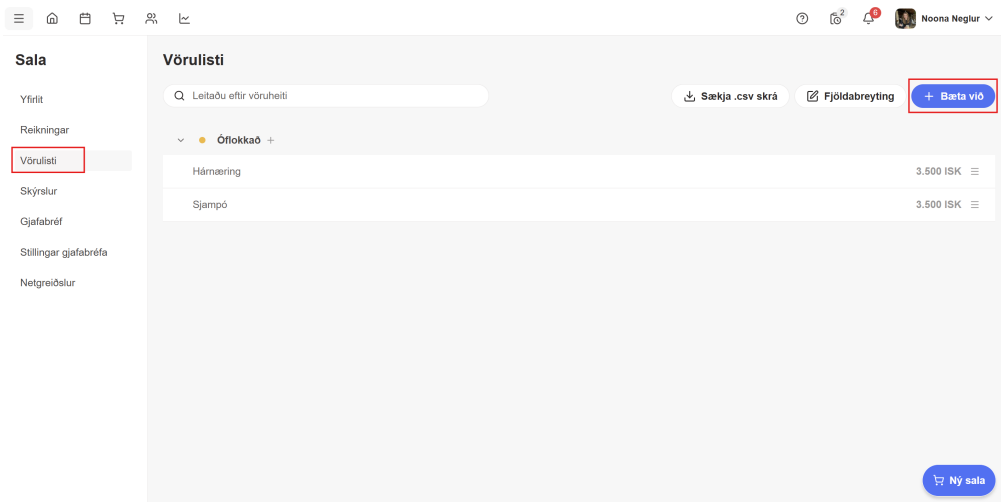 2
6
Noona Neglur
Sala
Yfirlit
Reikningar
Vörulisti
Skýrslur
Gjafabréf
Stillingar gjafabréfa
Netgreiðslur
Vörulisti
Leitaðu eftir vöruheiti
Sækja .csv skrá
Fjöldabreyting
+ Bæta við
Óflokkað +
Hárnæring 3.500 ISK
Sjampó 3.500 ISK
Ný sala